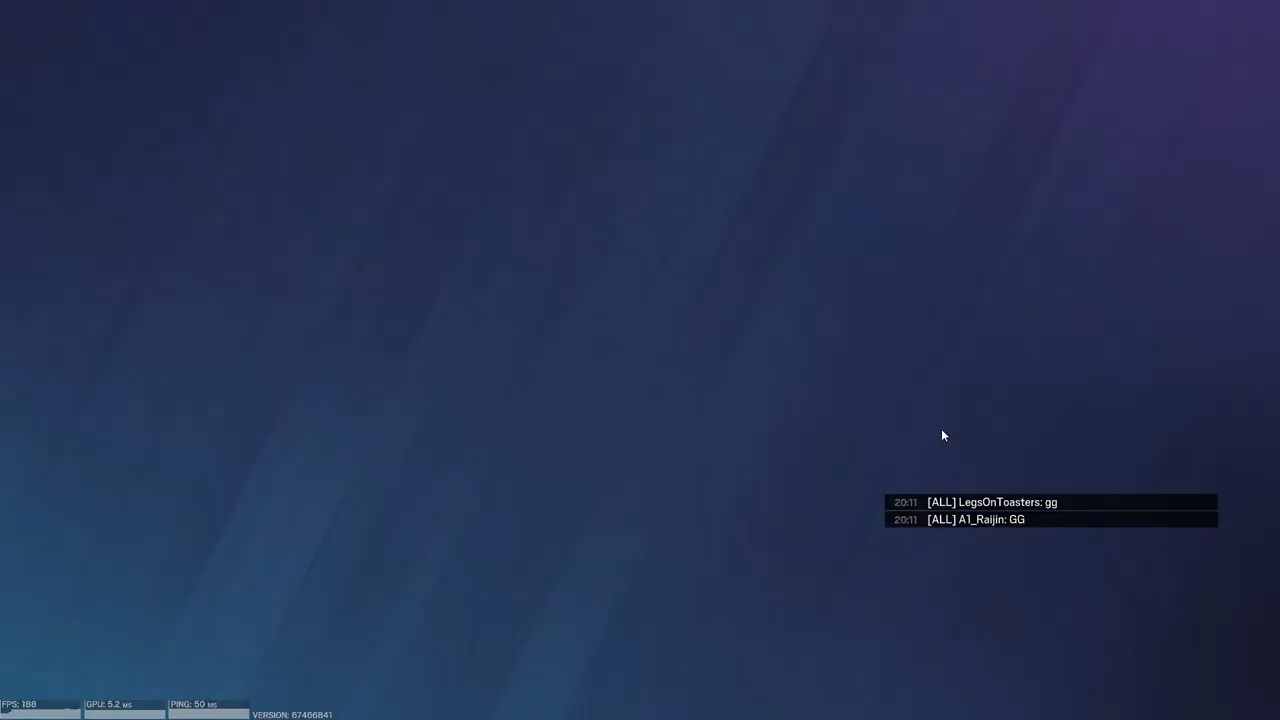 20:11 [ALL] LegsOnToasters: gg
20:11 [ALL] A1_Raijin: GG
FPS: 188 GPU: 5.2 MS PING: 50 MS VERSION: 67466841